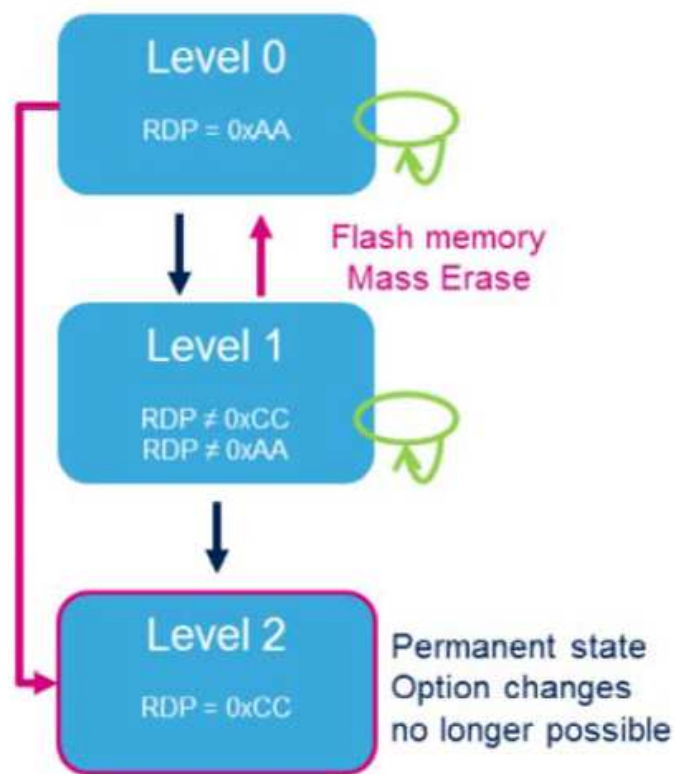 Level 0
RDP = 0xAA
Flash memory
Mass Erase
Level 1
RDP ≠ 0xCC
RDP ≠ 0xAA
Level 2
RDP = 0xCC
Permanent state
Option changes
no longer possible